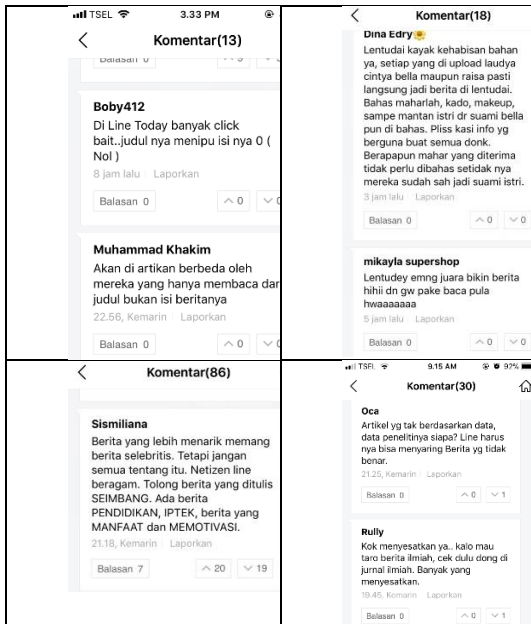 TSEL 3.33 PM
Komentar(13)
Balasan 0
Boby412
Di Line Today banyak click
bait..judul nya menipu isi nya 0 (
Nol )
8 jam lalu Laporkan
Balasan 0 0
Muhammad Khakim
Akan di artikan berbeda oleh
mereka yang hanya membaca dar
judul bukan isi beritanya
22.56, Kemarin Laporkan
Balasan 0 0
Komentar(18)
Dina Edry
Lentudai kayak kehabisan bahan
ya, setiap yang di upload laudya
cintya bella maupun raisa pasti
langsung jadi berita di lentudai.
Bahas maharlah, kado, makeup,
sampe mantan istri dr suami bella
pun di bahas. Pliss kasi info yg
berguna buat semua donk.
Berapapun mahar yang diterima
tidak perlu dibahas setidak nya
mereka sudah sah jadi suami istri.
3 jam lalu Laporkan
Balasan 0 0 0
mikayla supershop
Lentudey emng juara bikin berita
hihii dn gw pake baca pula
hwaaaaaaa
5 jam lalu Laporkan
Balasan 0 0 0
Komentar(86)
Sismiliana
Berita yang lebih menarik memang
berita selebritis. Tetapi jangan
semua tentang itu. Netizen line
beragam. Tolong berita yang ditulis
SEIMBANG. Ada berita
PENDIDIKAN, IPTEK, berita yang
MANFAAT dan MEMOTIVASI.
21.18, Kemarin Laporkan
Balasan 7 20 19
TSEL 9.15 AM 92%
Komentar(30)
Oca
Artikel yg tak berdasarkan data,
data penelitinya siapa? Line harus
nya bisa menyaring Berita yg tidak
benar.
21.25, Kemarin Laporkan
Balasan 0 0 1
Rully
Kok menyesatkan ya.. kalo mau
taro berita ilmiah, cek dulu dong di
jurnal ilmiah. Banyak yang
menyesatkan.
19.45, Kemarin Laporkan
Balasan 0 0 1